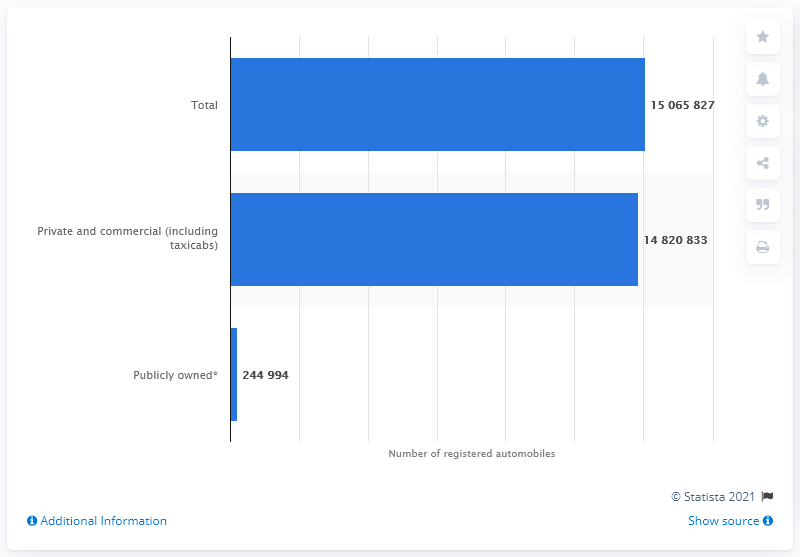 Total
15 065 827
Private and commercial (including
taxicabs)
14 820 833
Publicly owned*
244 994
Number of registered automobiles
© Statista 2021
Additional Information
Show source